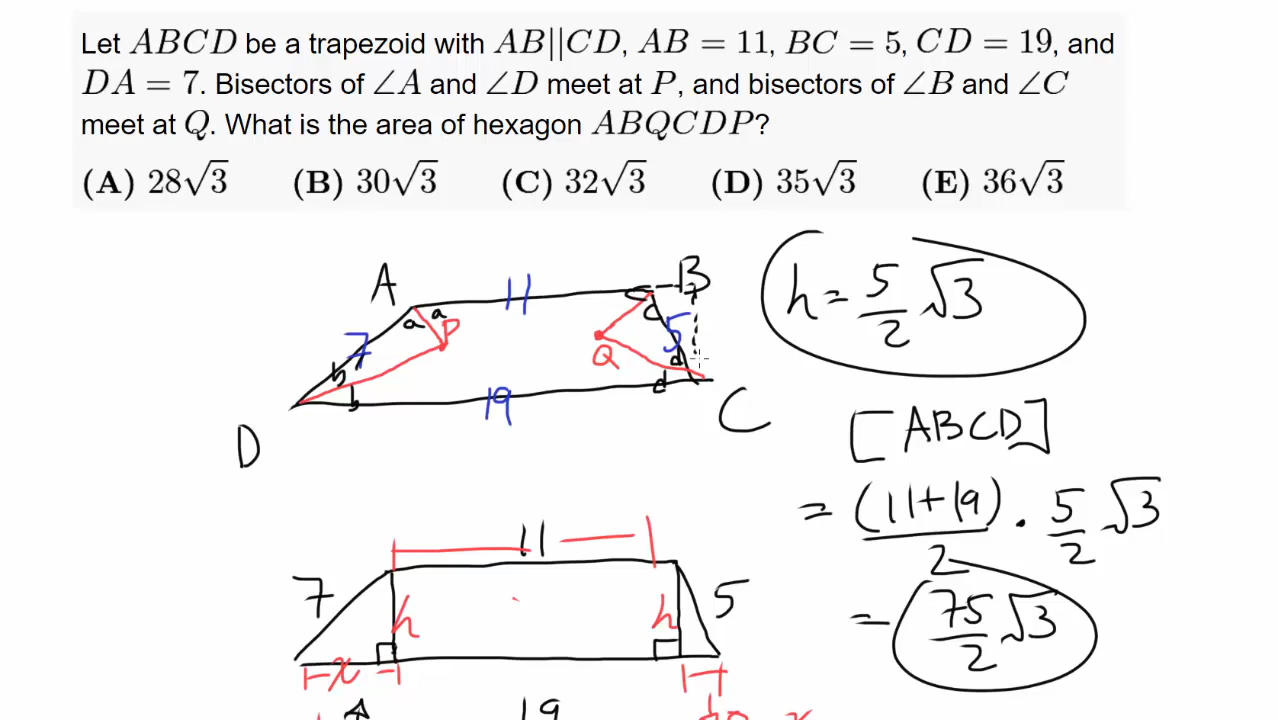 Let ABCD be a trapezoid with AB||CD, AB = 11, BC = 5, CD = 19, and
DA = 7. Bisectors of ∠A and ∠D meet at P, and bisectors of ∠B and ∠C
meet at Q. What is the area of hexagon ABQCDP?
(A) 28√3 (B) 30√3 (C) 32√3 (D) 35√3 (E) 36√3
A 11 B
h = 5/2 √3
a a P 7 b b
c 5 Q d d
19
D C
[ABCD]
= (11+19)/2 · 5/2 √3
11
7 h h 5
= 75/2 √3
x
19